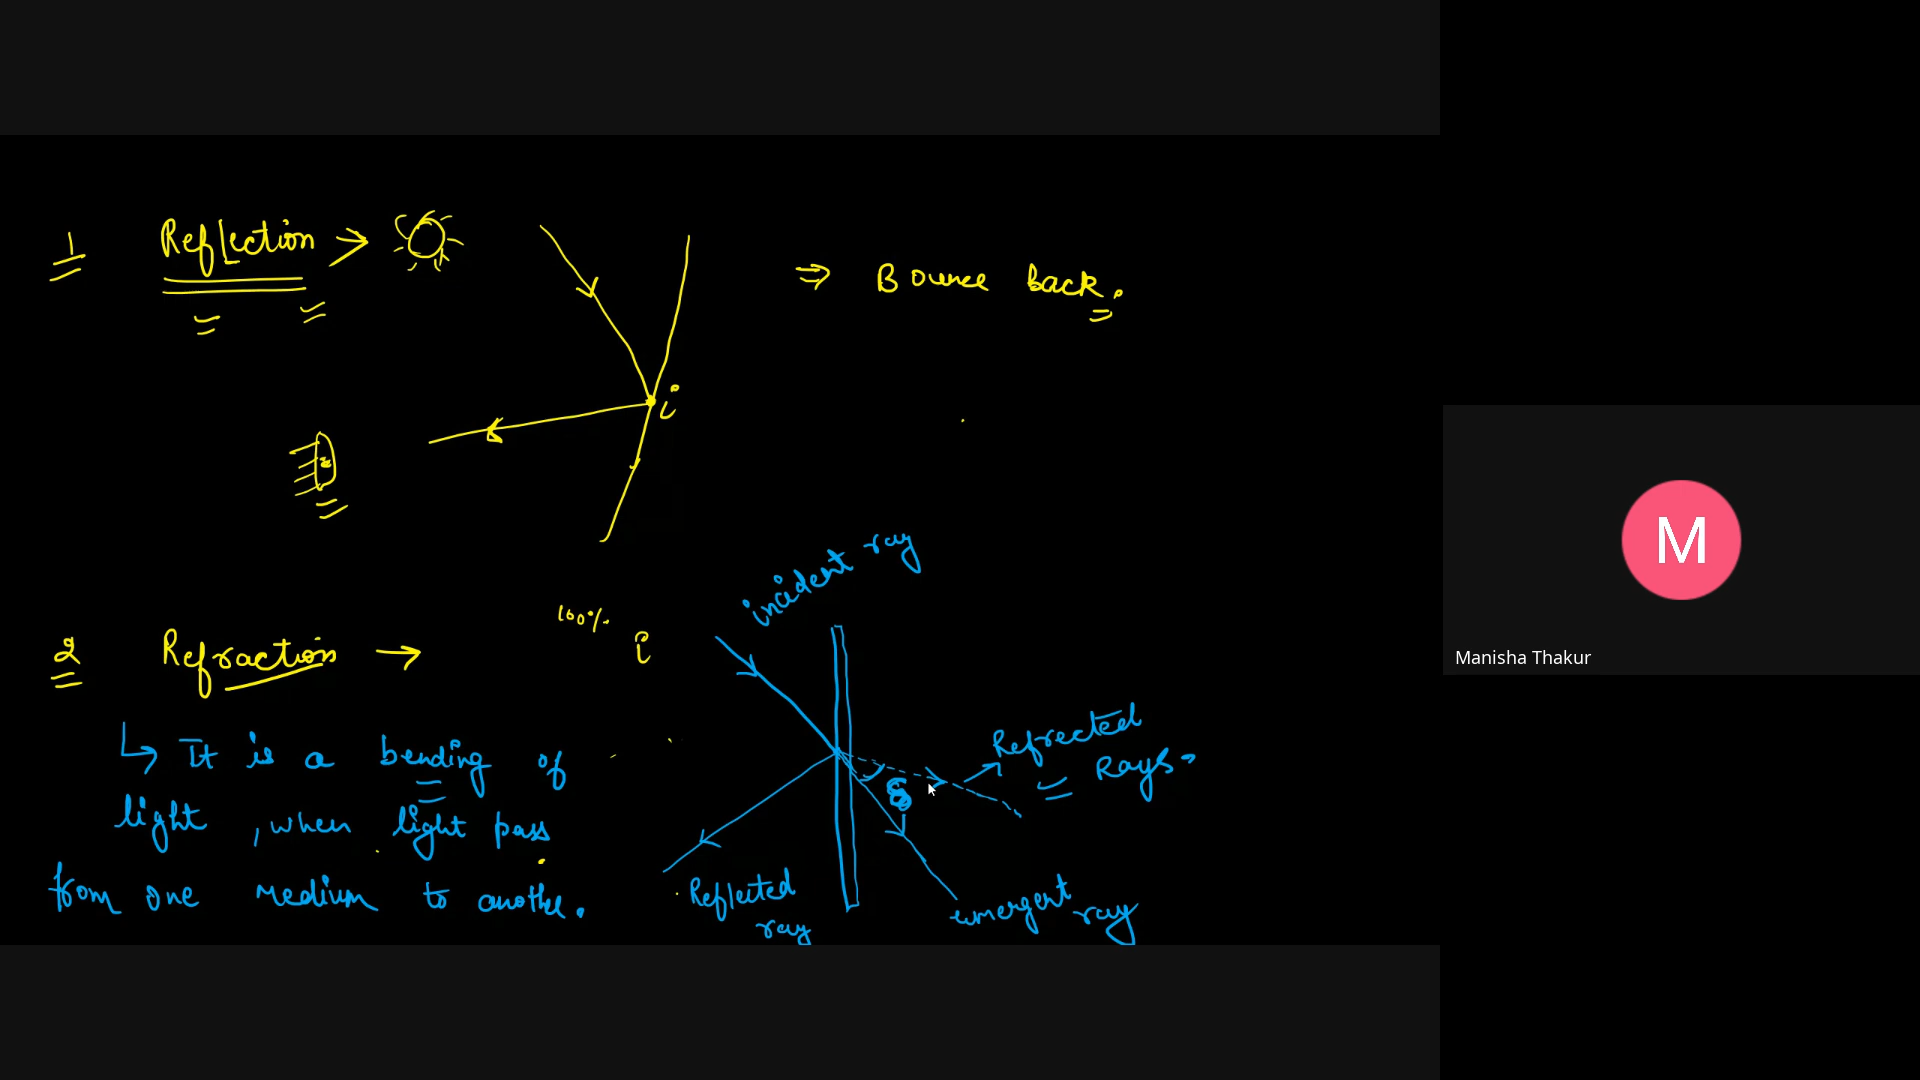 1 Reflection → ⇒ Bounce back.
i
incident ray
100%
2 Refraction → i
Refrected
Rays.
↳ It is a bending of
light, when light pass
δ
from one medium to another.
Reflected
ray
emergent ray
M
Manisha Thakur